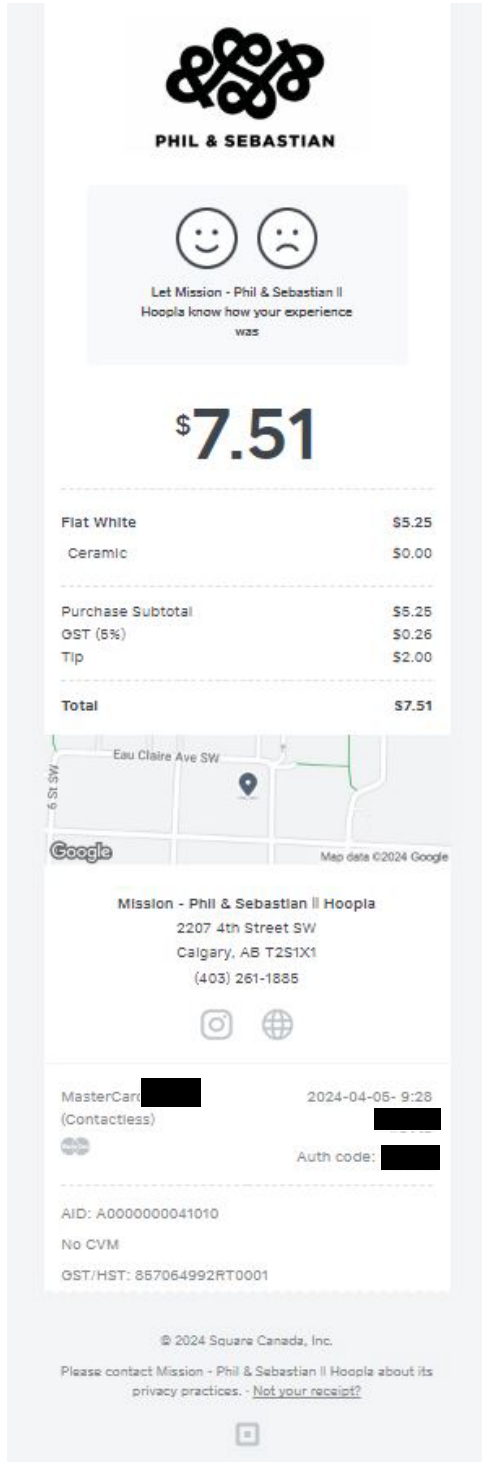 PHIL & SEBASTIAN
Let Mission - Phil & Sebastian ||
Hoopla know how your experience
was
$7.51
Flat White $5.25
Ceramic $0.00
Purchase Subtotal $5.25
GST (5%) $0.26
Tip $2.00
Total $7.51
Eau Claire Ave SW
6 St SW
Google
Map data ©2024 Google
Mission - Phil & Sebastian || Hoopla
2207 4th Street SW
Calgary, AB T2S1X1
(403) 261-1885
MasterCard 2024-04-05- 9:28
(Contactless)
Auth code:
AID: A0000000041010
No CVM
GST/HST: 857064992RT0001
© 2024 Square Canada, Inc.
Please contact Mission - Phil & Sebastian || Hoopla about its
privacy practices. · Not your receipt?